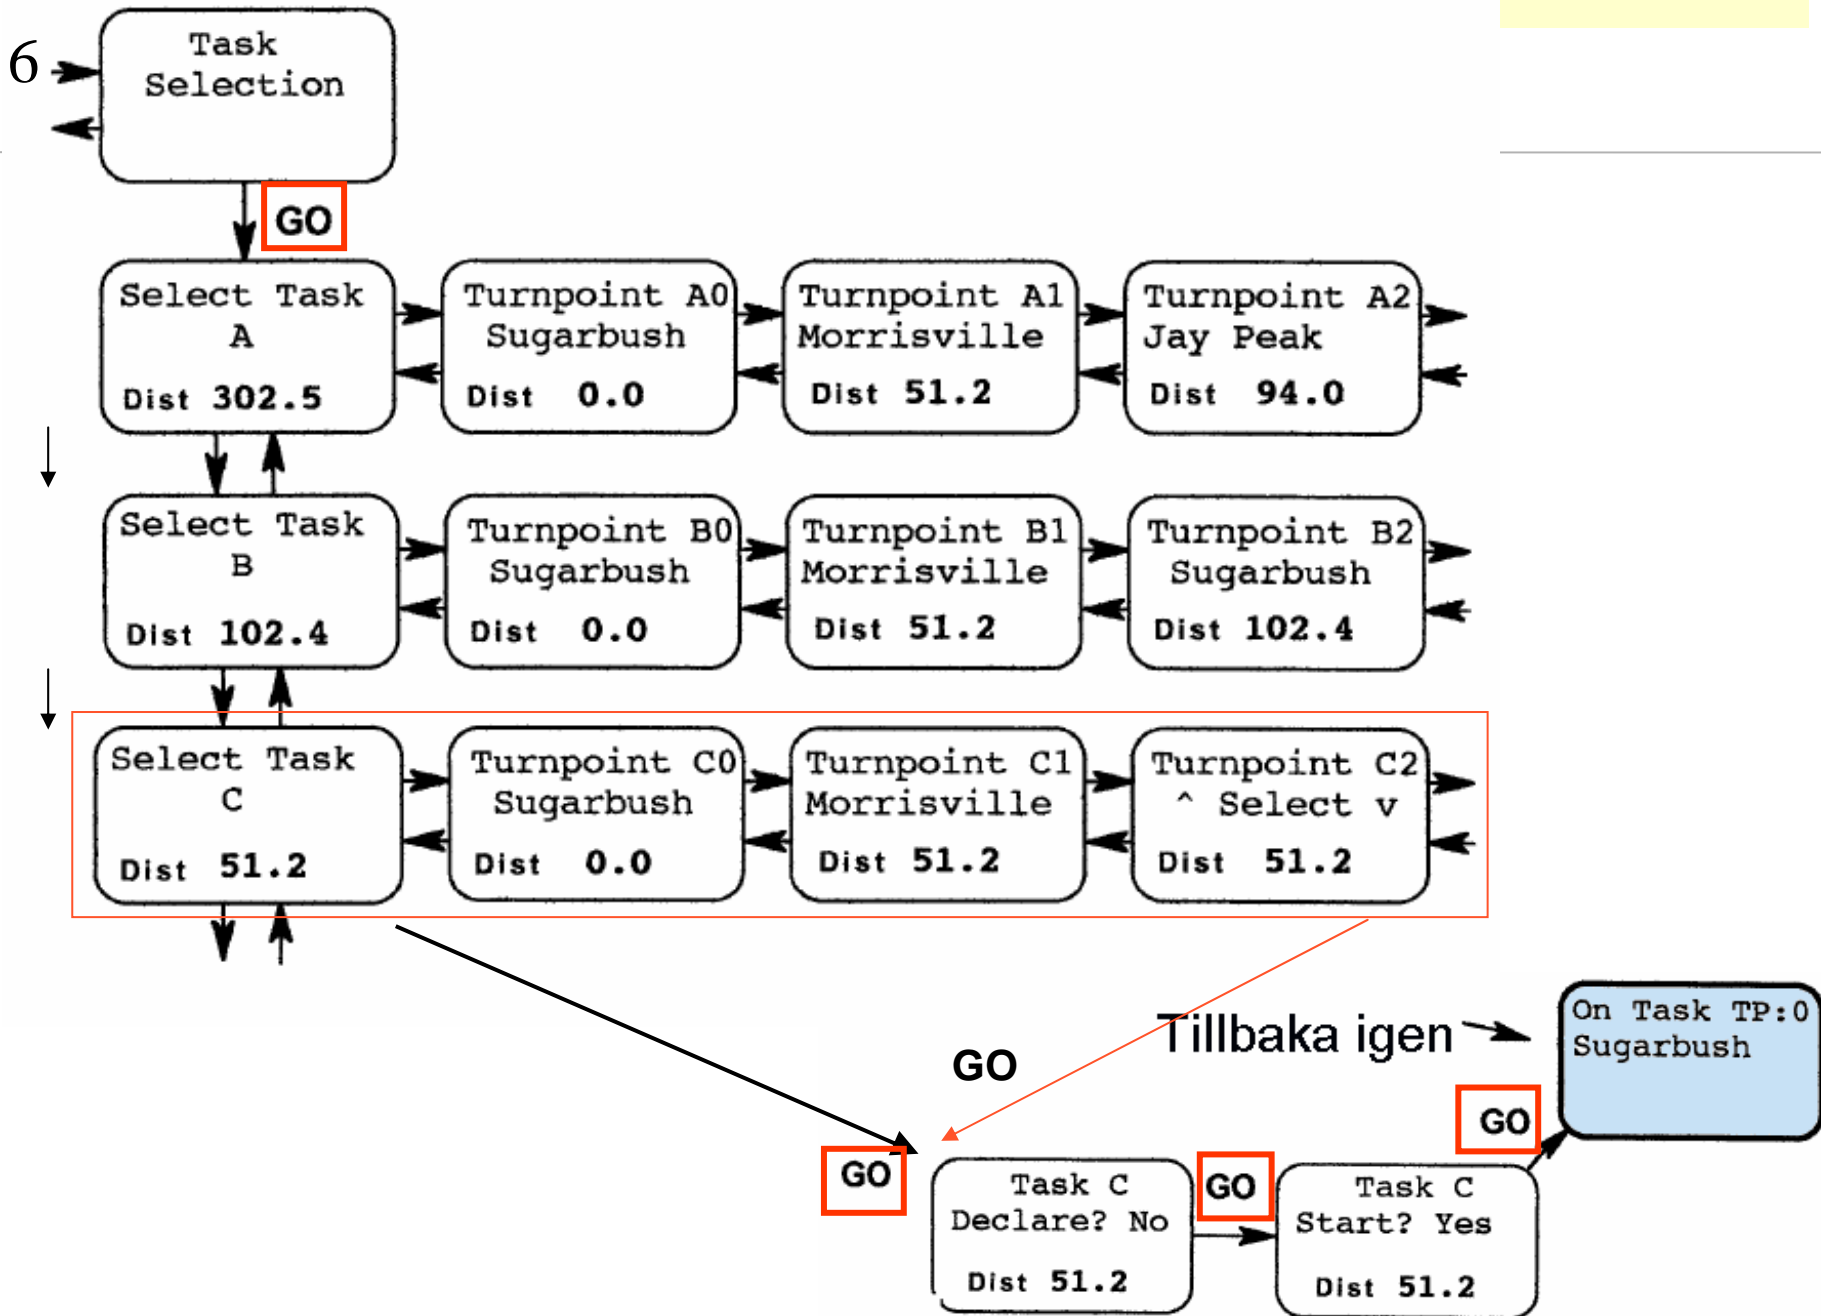 6
Task
Selection
GO
Select Task
A
Dist 302.5
Turnpoint A0
Sugarbush
Dist 0.0
Turnpoint A1
Morrisville
Dist 51.2
Turnpoint A2
Jay Peak
Dist 94.0
Select Task
B
Dist 102.4
Turnpoint B0
Sugarbush
Dist 0.0
Turnpoint B1
Morrisville
Dist 51.2
Turnpoint B2
Sugarbush
Dist 102.4
Select Task
C
Dist 51.2
Turnpoint C0
Sugarbush
Dist 0.0
Turnpoint C1
Morrisville
Dist 51.2
Turnpoint C2
^ Select v
Dist 51.2
Tillbaka igen
On Task TP:0
Sugarbush
GO
GO
GO
Task C
Declare? No
Dist 51.2
GO
Task C
Start? Yes
Dist 51.2